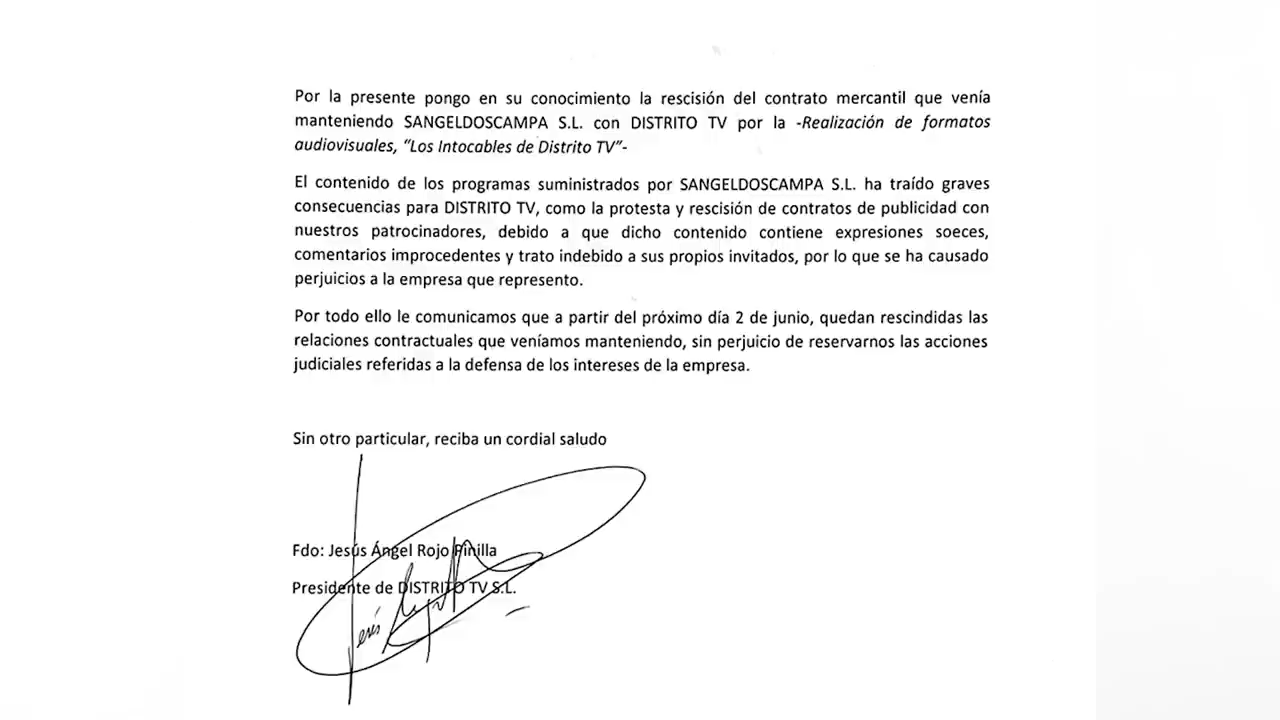 Por la presente pongo en su conocimiento la rescisión del contrato mercantil que venía
manteniendo SANGELDOSCAMPA S.L. con DISTRITO TV por la -Realización de formatos
audiovisuales, “Los Intocables de Distrito TV”-
El contenido de los programas suministrados por SANGELDOSCAMPA S.L. ha traído graves
consecuencias para DISTRITO TV, como la protesta y rescisión de contratos de publicidad con
nuestros patrocinadores, debido a que dicho contenido contiene expresiones soeces,
comentarios improcedentes y trato indebido a sus propios invitados, por lo que se ha causado
perjuicios a la empresa que represento.
Por todo ello le comunicamos que a partir del próximo día 2 de junio, quedan rescindidas las
relaciones contractuales que veníamos manteniendo, sin perjuicio de reservarnos las acciones
judiciales referidas a la defensa de los intereses de la empresa.
Sin otro particular, reciba un cordial saludo
Fdo: Jesús Ángel Rojo Pinilla
Presidente de DISTRITO TV S.L.